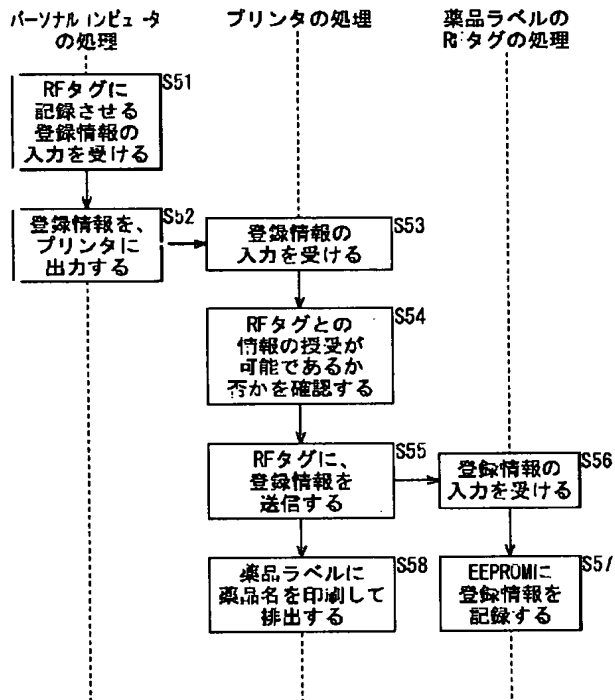 パーソナルコンピュータ
の処理
プリンタの処理
薬品ラベルの
RFタグの処理
S51
RFタグに
記録させる
登録情報の
入力を受ける
S52
登録情報を、
プリンタに
出力する
S53
登録情報の
入力を受ける
S54
RFタグとの
情報の授受が
可能であるか
否かを確認する
S55
RFタグに、
登録情報を
送信する
S56
登録情報の
入力を受ける
S58
薬品ラベルに
薬品名を印刷して
排出する
S57
EEPROMに
登録情報を
記録する